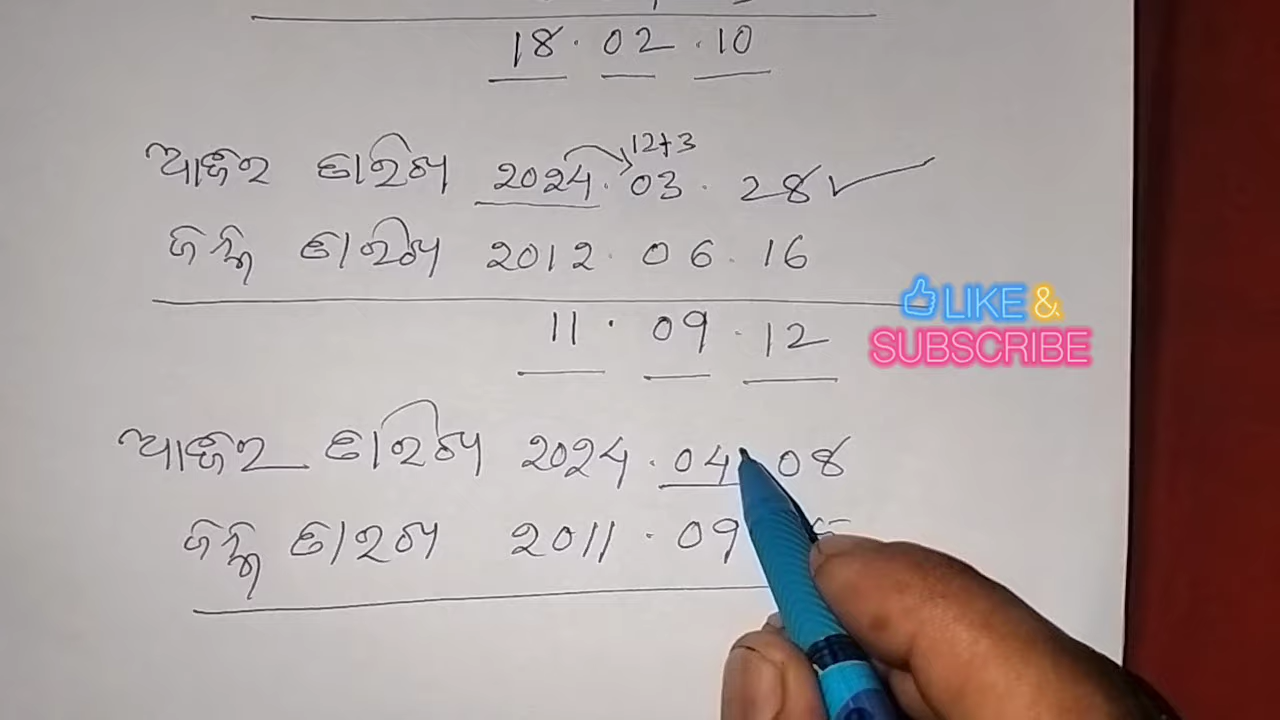 18.02.10
12+3
ଆଜିର ତାରିଖ 2024.03.28
ଜନ୍ମ ତାରିଖ 2012.06.16
11.09.12
LIKE &
SUBSCRIBE
ଆଜିର ତାରିଖ 2024.04.08
ଜନ୍ମ ତାରିଖ 2011.09